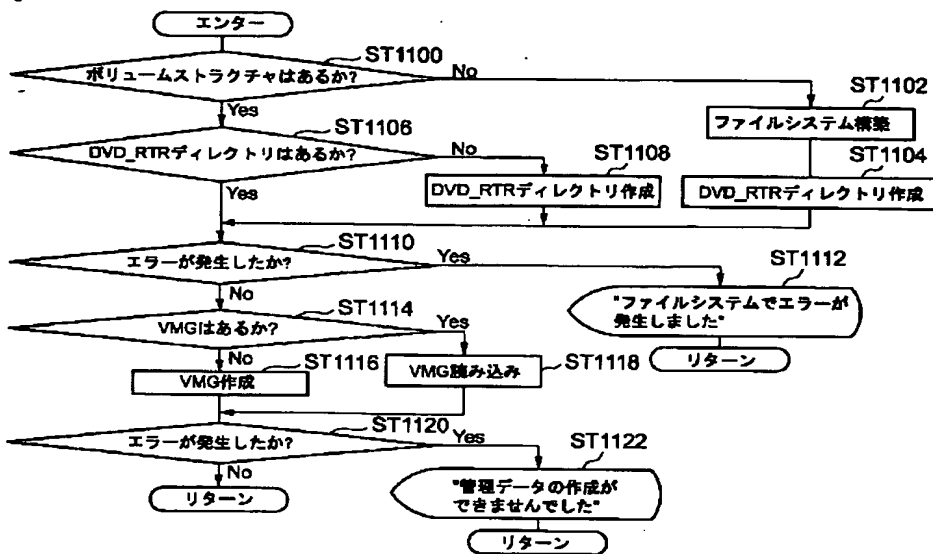 エンター
ST1100
ボリュームストラクチャはあるか?
No
ST1102
Yes
ファイルシステム構築
ST1106
DVD_RTRディレクトリはあるか?
No
ST1108
ST1104
DVD_RTRディレクトリ作成
DVD_RTRディレクトリ作成
Yes
ST1110
エラーが発生したか?
Yes
ST1112
No
"ファイルシステムでエラーが
発生しました"
ST1114
VMGはあるか?
Yes
リターン
No
ST1116
VMG作成
VMG読み込み
ST1118
ST1120
エラーが発生したか?
Yes
ST1122
No
"管理データの作成が
できませんでした"
リターン
リターン